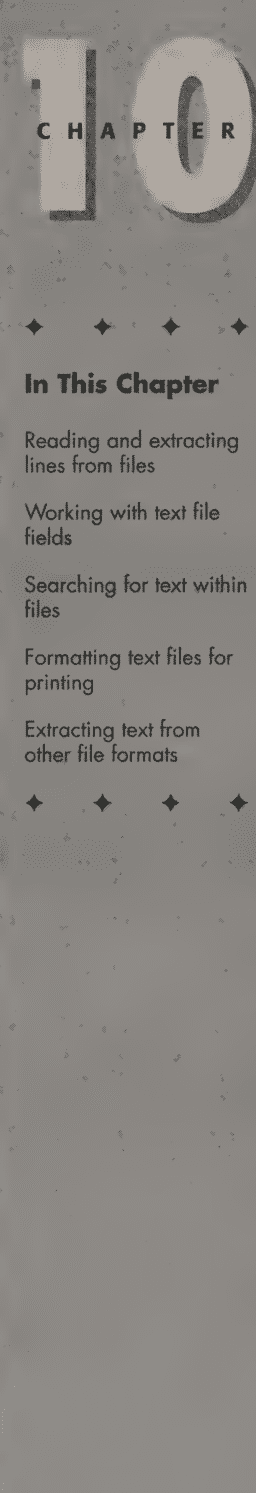 10
CHAPTER
✦ ✦ ✦ ✦
In This Chapter
Reading and extracting
lines from files
Working with text file
fields
Searching for text within
files
Formatting text files for
printing
Extracting text from
other file formats
✦ ✦ ✦ ✦